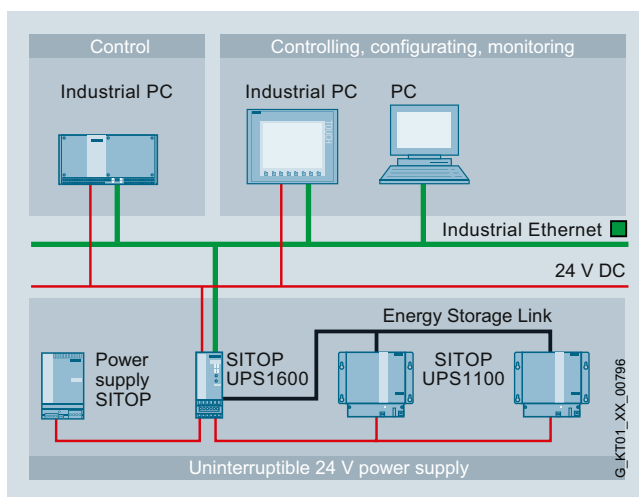 Control
Controlling, configurating, monitoring
Industrial PC
Industrial PC
PC
Industrial Ethernet
24 V DC
Energy Storage Link
Power
supply
SITOP
SITOP
UPS1600
SITOP
UPS1100
G_KT01_XX_00796
Uninterruptible 24 V power supply